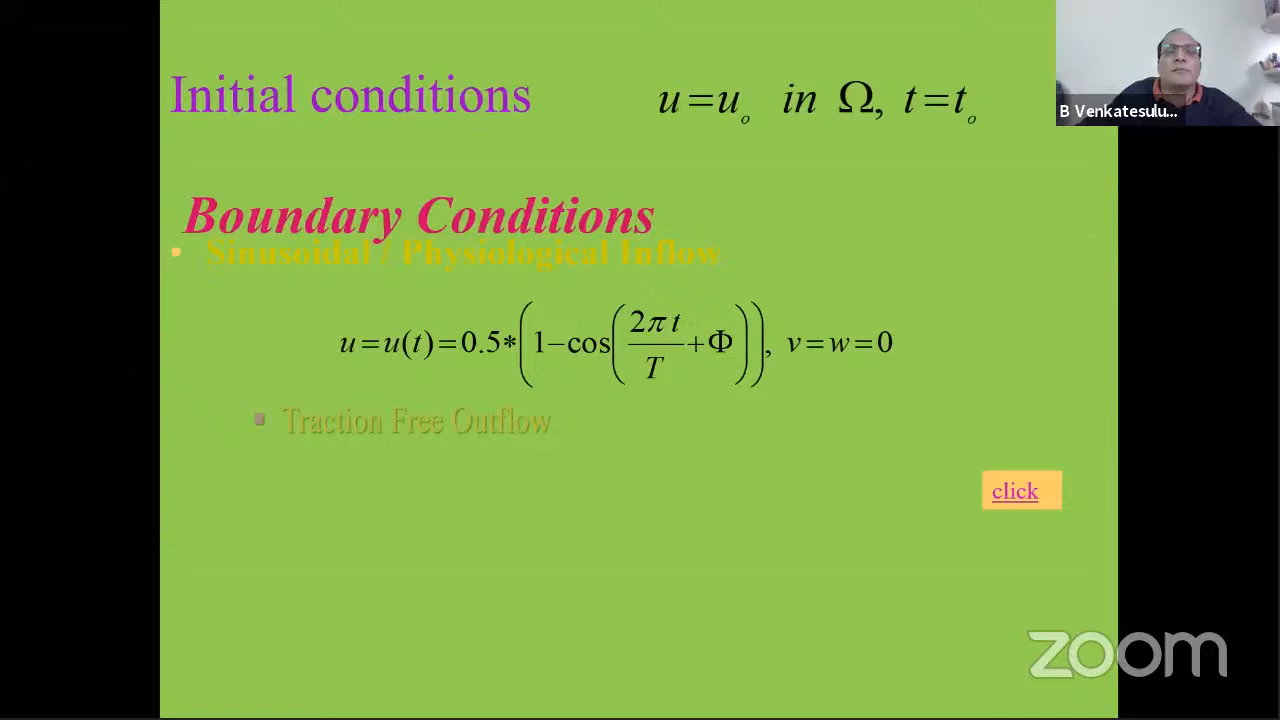 Initial conditions u=u_o in Ω, t=t_o
B Venkatesulu...
Boundary Conditions
• Sinusoidal / Physiological Inflow
u=u(t)=0.5*(1−cos(2π t/T+Φ)), v=w=0
▪ Traction Free Outflow
click
zoom